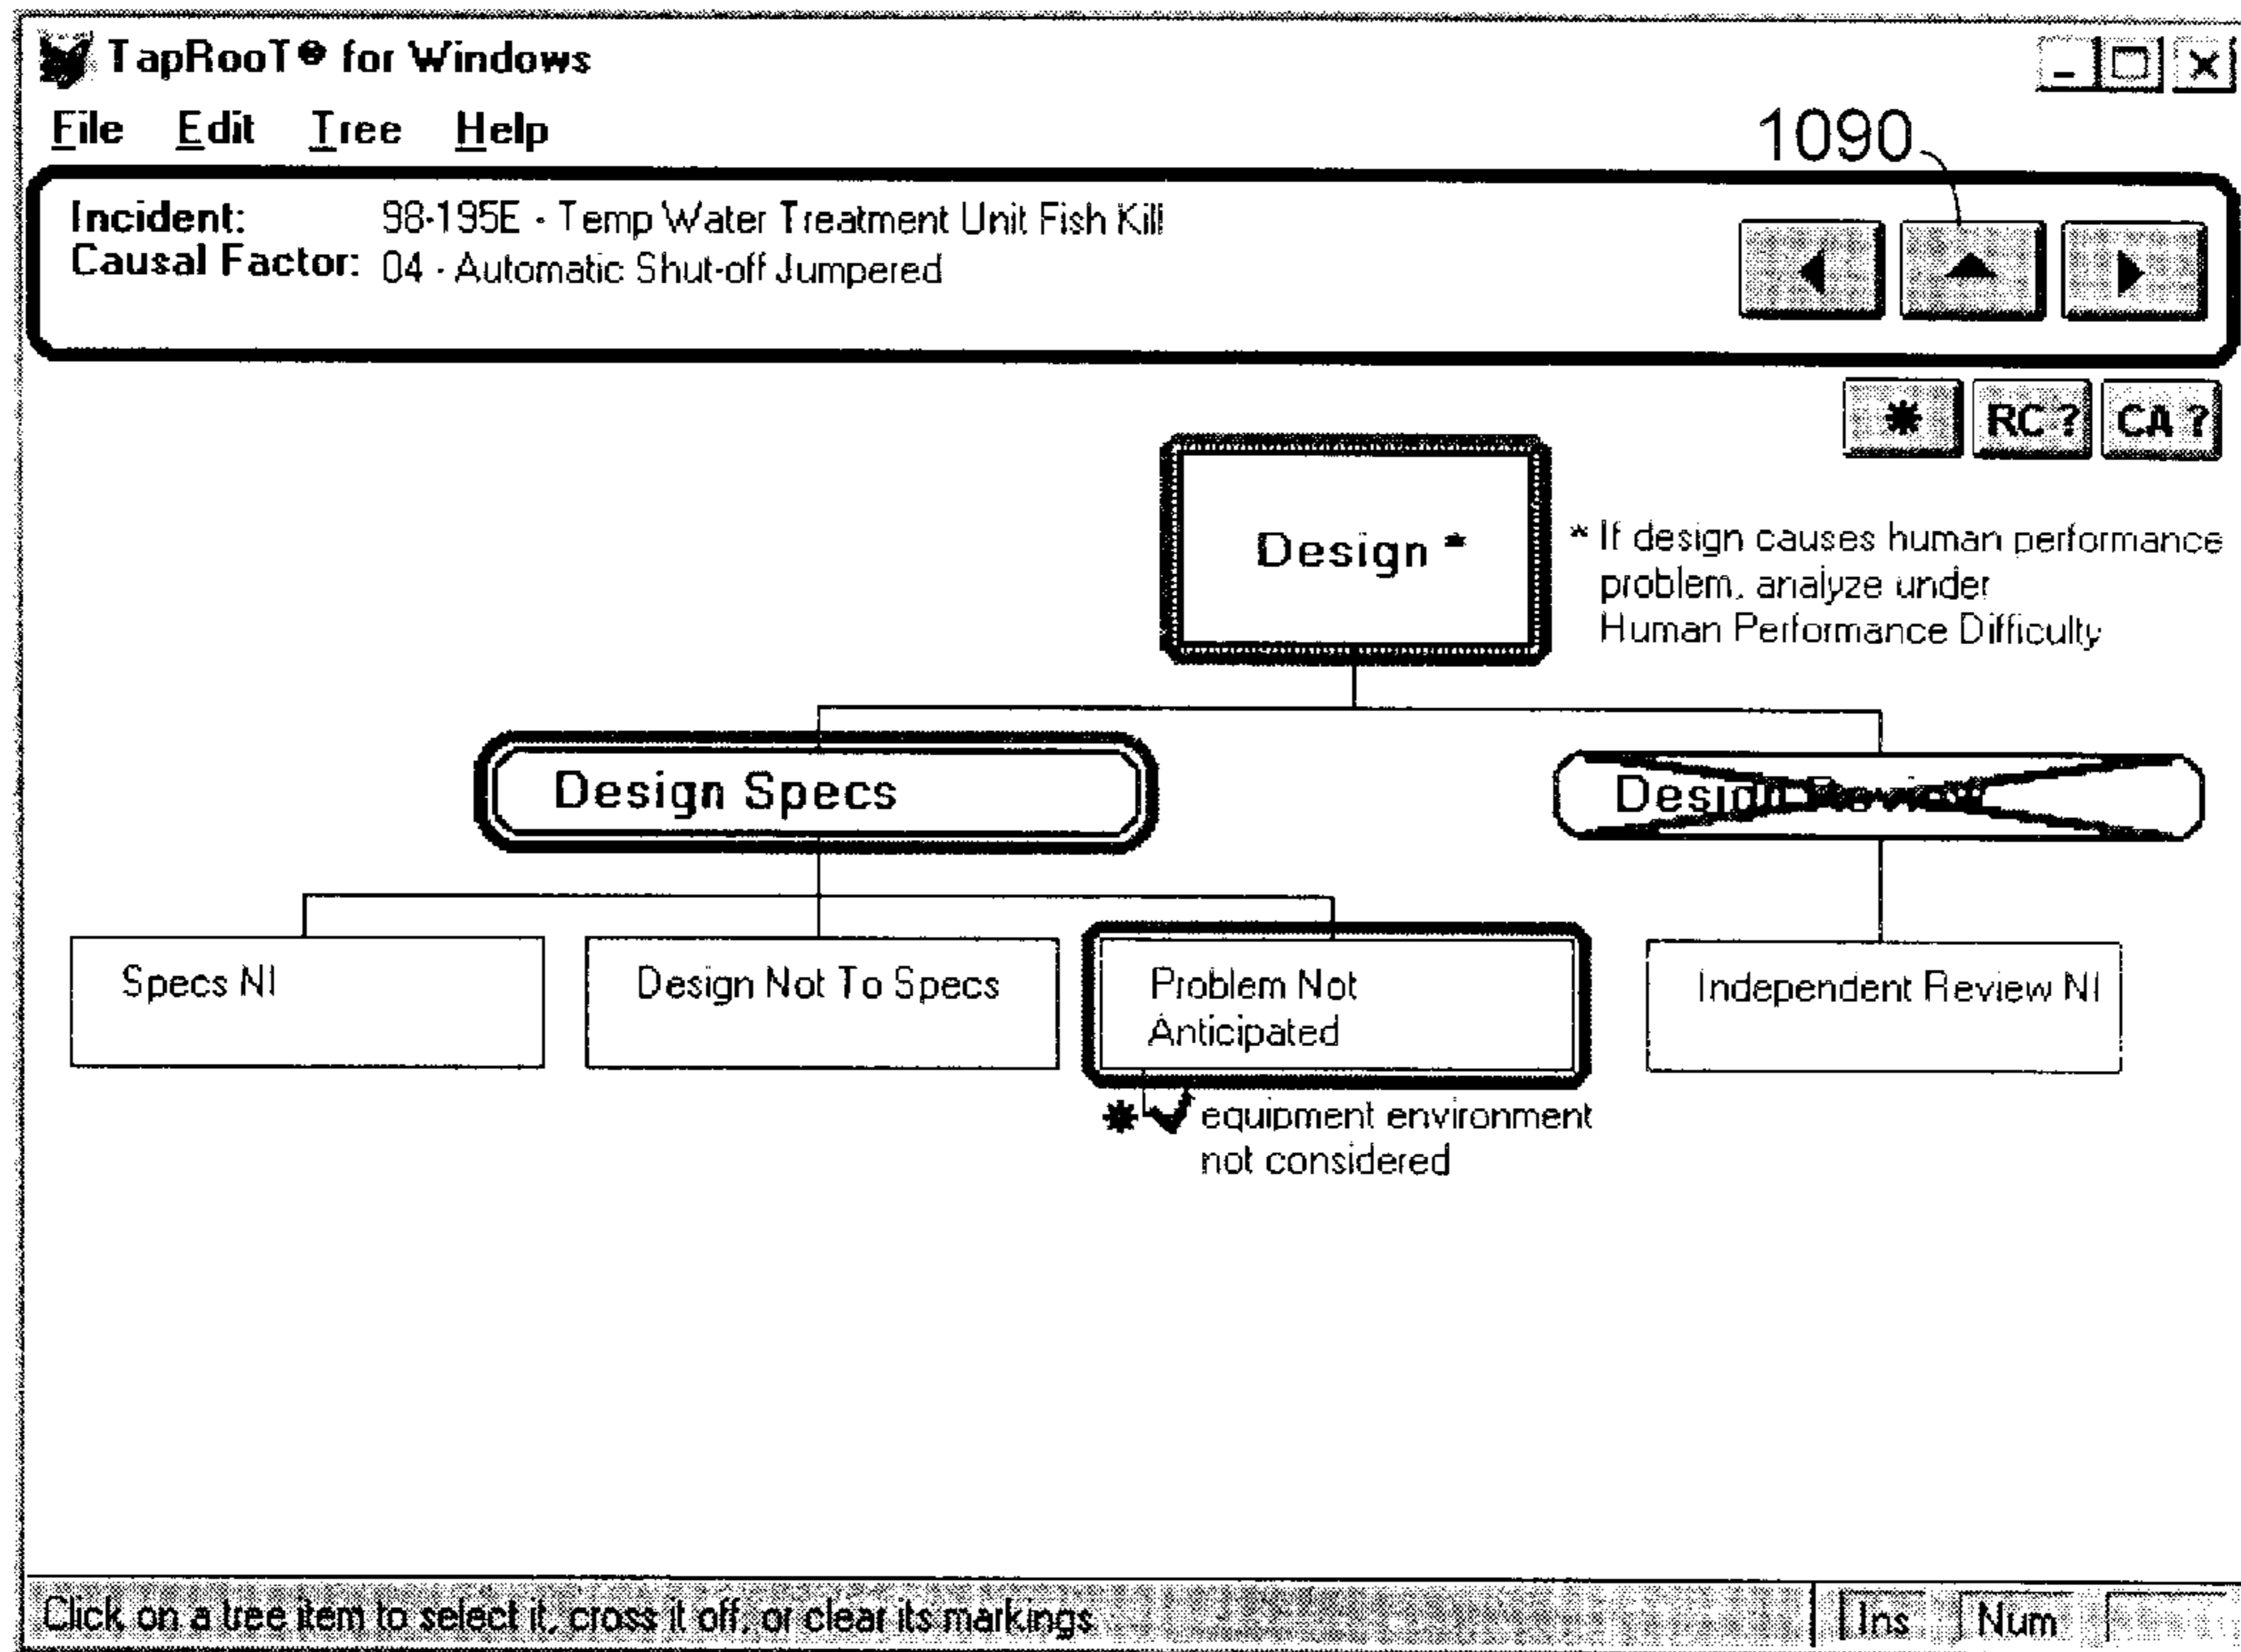 TapRooT® for Windows
File Edit Tree Help
1090
Incident: 98-195E - Temp Water Treatment Unit Fish Kill
Causal Factor: 04 - Automatic Shut-off Jumpered
* RC ? CA ?
Design *
* If design causes human performance
problem, analyze under
Human Performance Difficulty
Design Specs
Design Review
Specs NI
Design Not To Specs
Problem Not
Anticipated
Independent Review NI
* equipment environment
not considered
Click on a tree item to select it, cross it off, or clear its markings
Ins Num